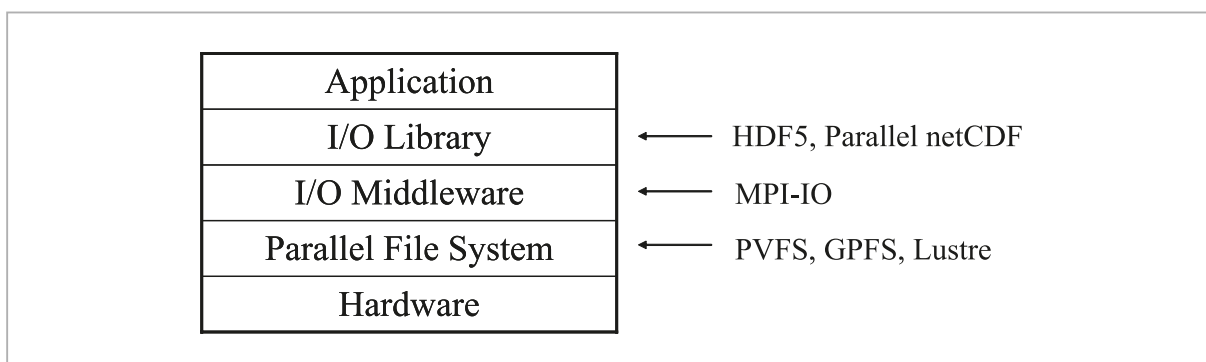 Application
I/O Library
HDF5, Parallel netCDF
I/O Middleware
MPI-IO
Parallel File System
PVFS, GPFS, Lustre
Hardware